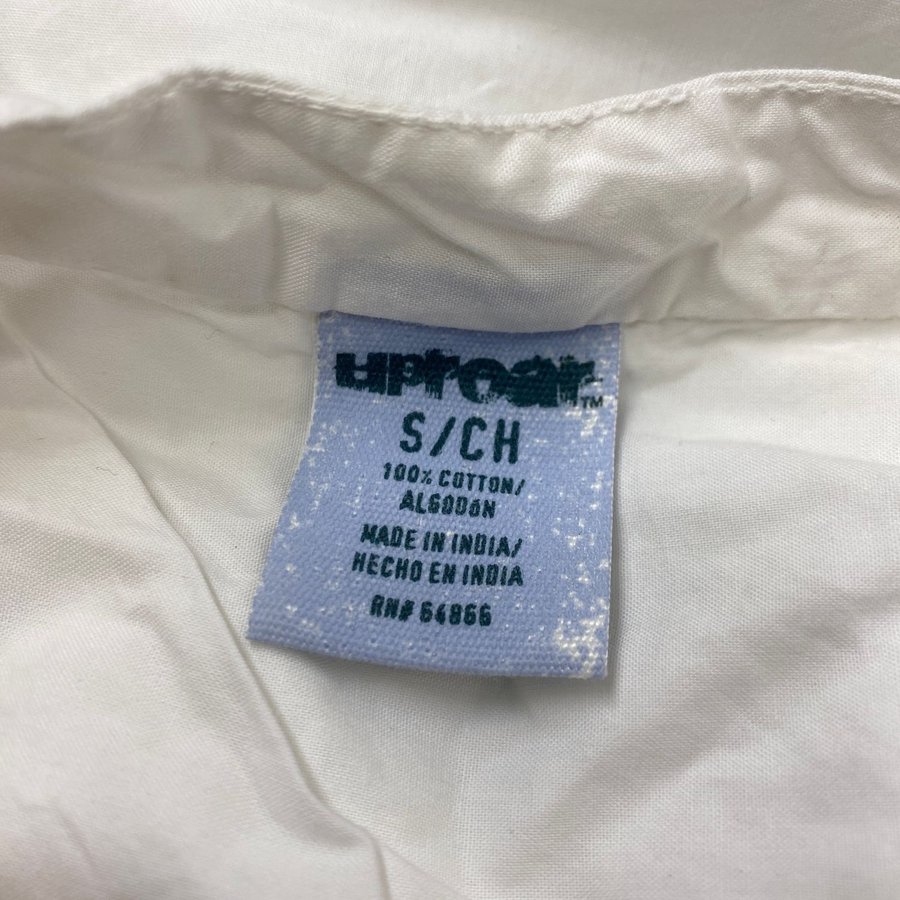 uproar™
S/CH
100% COTTON/
ALGODóN
MADE IN INDIA/
HECHO EN INDIA
RN# 64866